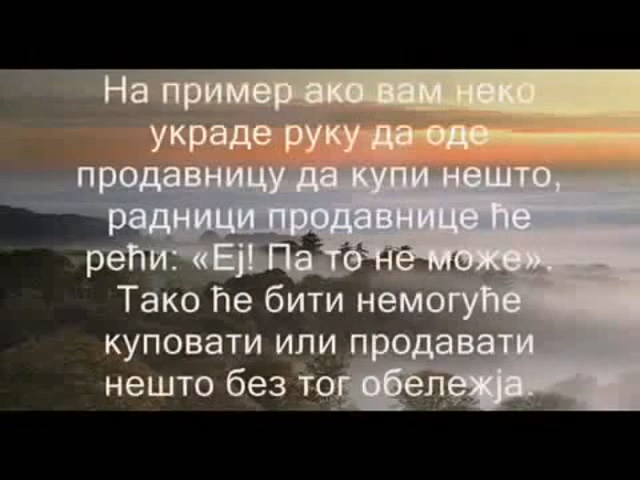 На пример ако вам неко
украде руку да оде
продавницу да купи нешто,
радници продавнице ће
рећи: «Еј! Па то не може».
Тако ће бити немогуће
куповати или продавати
нешто без тог обележја.